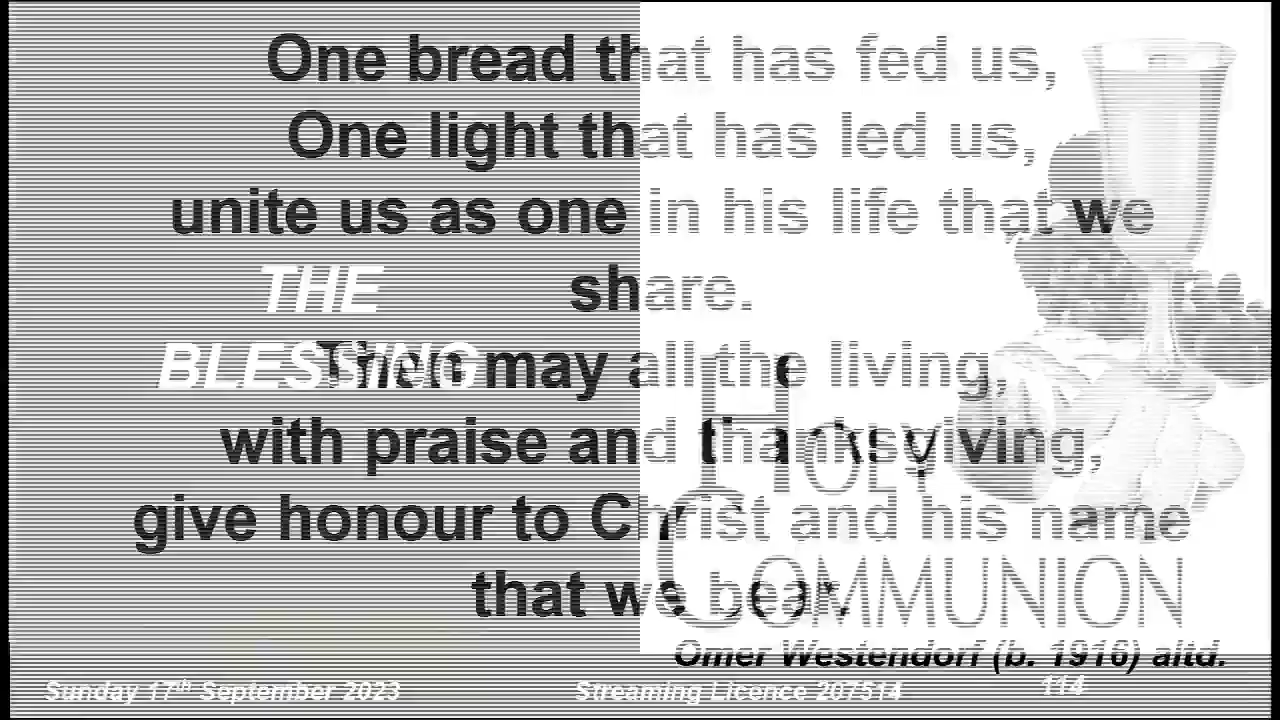 One bread that has fed us,
One light that has led us,
unite us as one in his life that we
share.
THE
BLESSING
Then may all the living,
with praise and thanksgiving,
give honour to Christ and his name
that we bear.
HOLY
COMMUNION
Omer Westendorf (b. 1916) altd.
Sunday 17th September 2023
Streaming Licence 207514
114